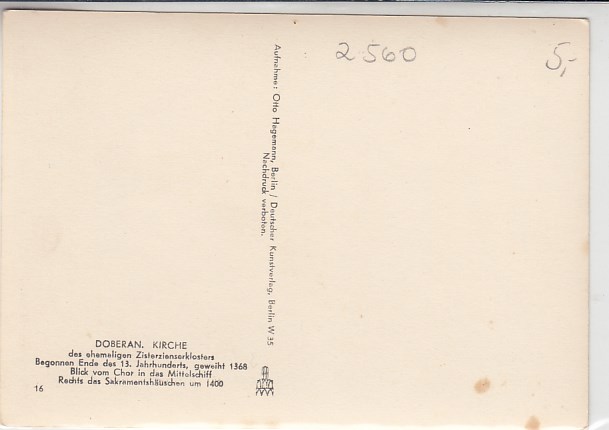 DOBERAN. KIRCHE
des ehemaligen Zisterzienserklosters
Begonnen Ende des 13. Jahrhunderts, geweiht 1368
Blick vom Chor in das Mittelschiff
Rechts das Sakramentshäuschen um 1400
16
Aufnahme: Otto Hagemann, Berlin / Deutscher Kunstverlag, Berlin W 35
Nachdruck verboten.
2560
5,-